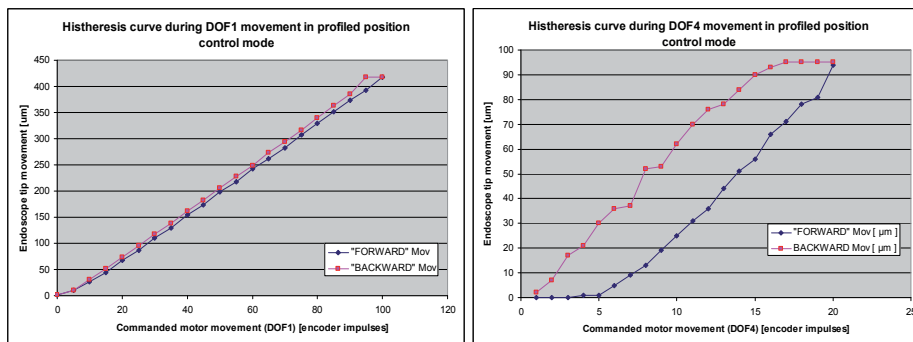 Histheresis curve during DOF1 movement in profiled position
control mode
Endoscope tip movement [um]
450
400
350
300
250
200
150
100
50
0
0 20 40 60 80 100 120
"FORWARD" Mov
"BACKWARD" Mov
Commanded motor movement (DOF1) [encoder impulses]
Histheresis curve during DOF4 movement in profiled position
control mode
Endoscope tip movement [um]
100
90
80
70
60
50
40
30
20
10
0
0 5 10 15 20 25
"FORWARD" Mov [ µm ]
BACKWARD Mov [ µm ]
Commanded motor movement (DOF4) [encoder impulses]